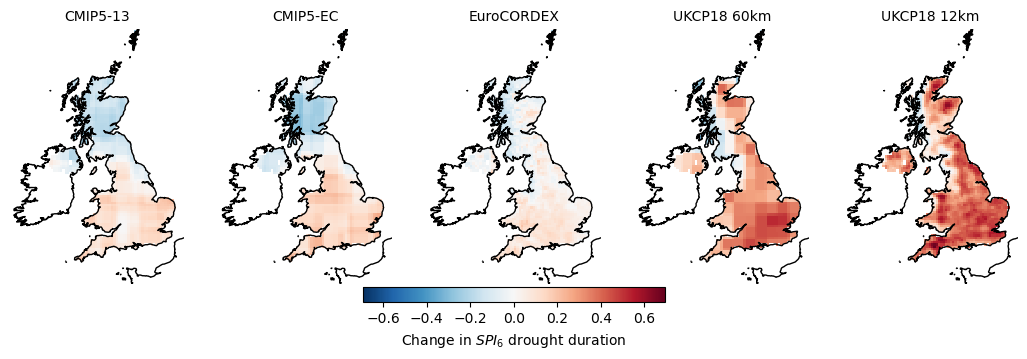 CMIP5-13 CMIP5-EC EuroCORDEX UKCP18 60km UKCP18 12km
−0.6 −0.4 −0.2 0.0 0.2 0.4 0.6
Change in SPI₆ drought duration